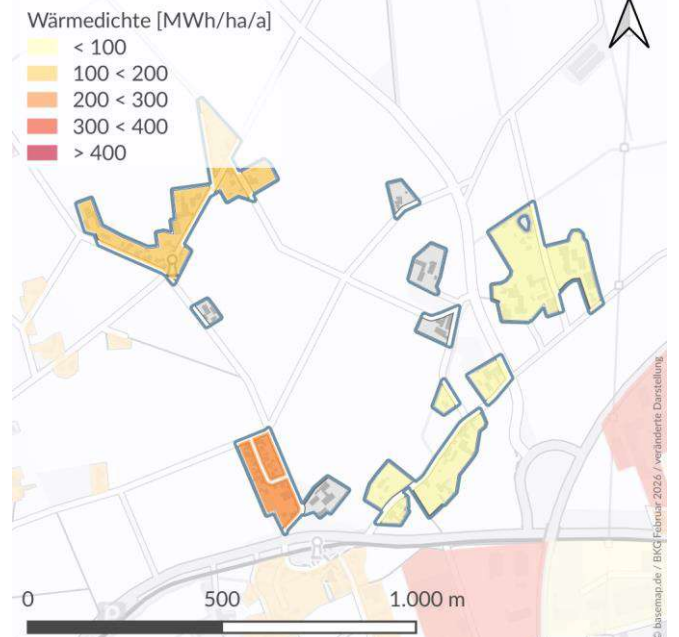 Wärmedichte [MWh/ha/a]
< 100
100 < 200
200 < 300
300 < 400
> 400
© basemap.de / BKG Februar 2026 / veränderte Darstellung
0 500 1.000 m